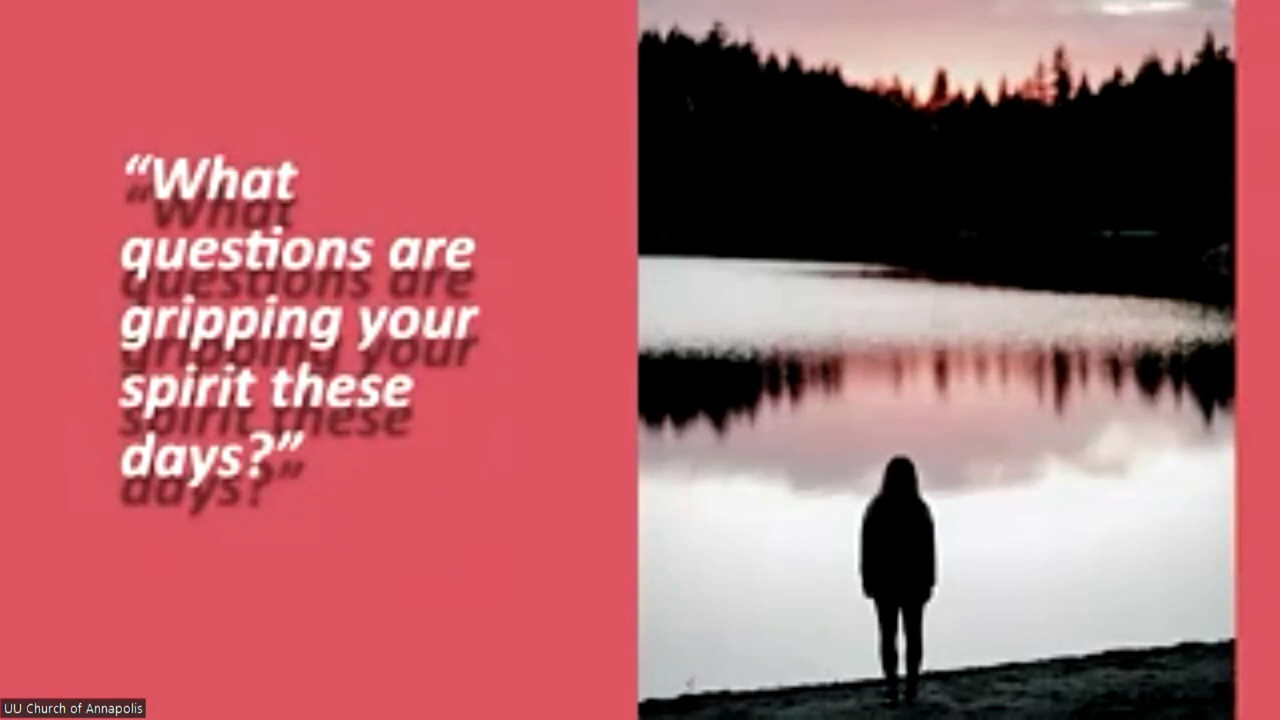 “What
questions are
gripping your
spirit these
days?”
UU Church of Annapolis